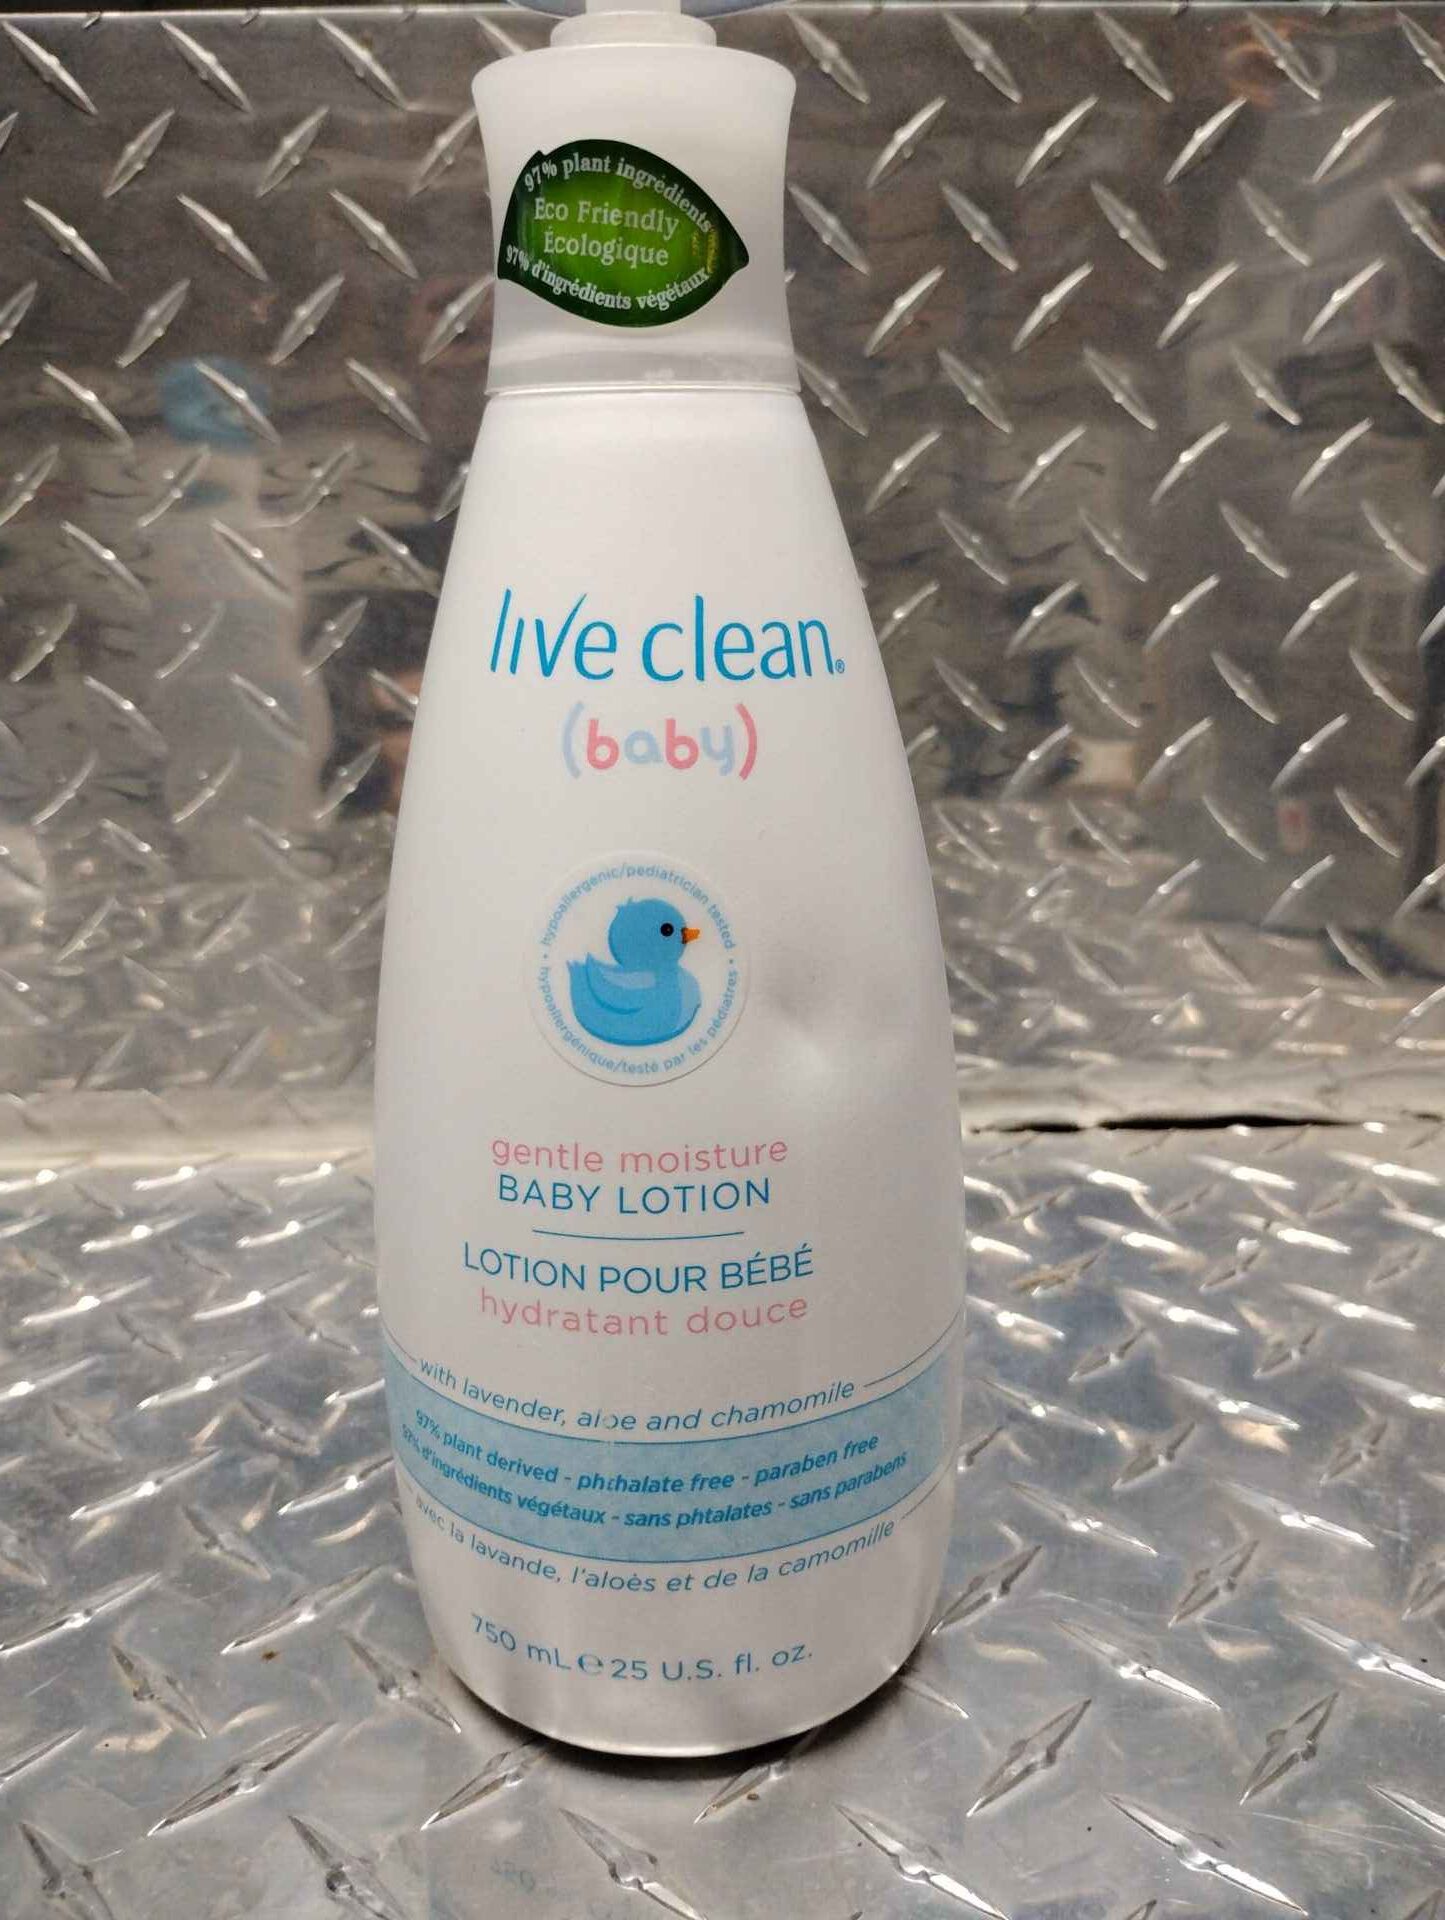 97% plant ingredients
Eco Friendly
Écologique
97% d'ingrédients végétaux
live clean®
(baby)
• hypoallergenic/pediatrician tested •
hypoallergénique/testé par les pédiatres
gentle moisture
BABY LOTION
LOTION POUR BÉBÉ
hydratant douce
with lavender, aloe and chamomile
97% plant derived - phthalate free - paraben free
97% d'ingrédients végétaux - sans phtalates - sans parabens
avec la lavande, l'aloès et de la camomille
750 mL ℮ 25 U.S. fl. oz.